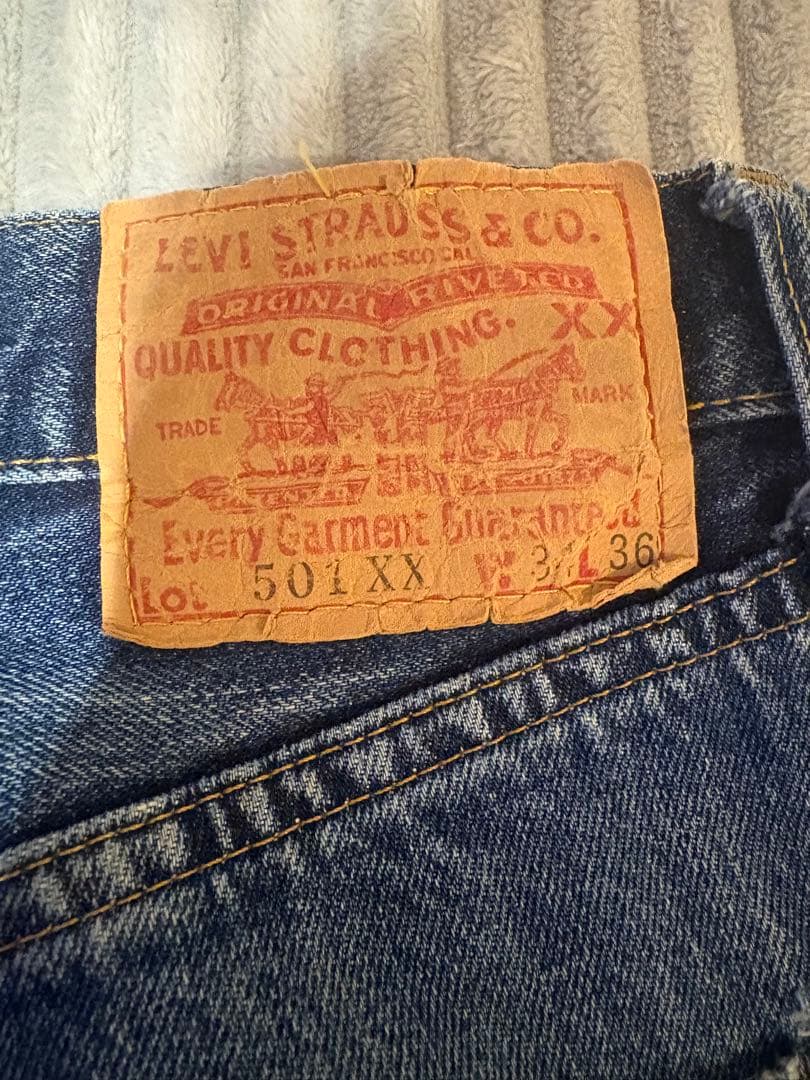 LEVI STRAUSS & CO.
SAN FRANCISCO CAL
ORIGINAL RIVETED
QUALITY CLOTHING. XX
TRADE MARK
Every Garment Guaranteed
Lot 501 XX W 34 L 36